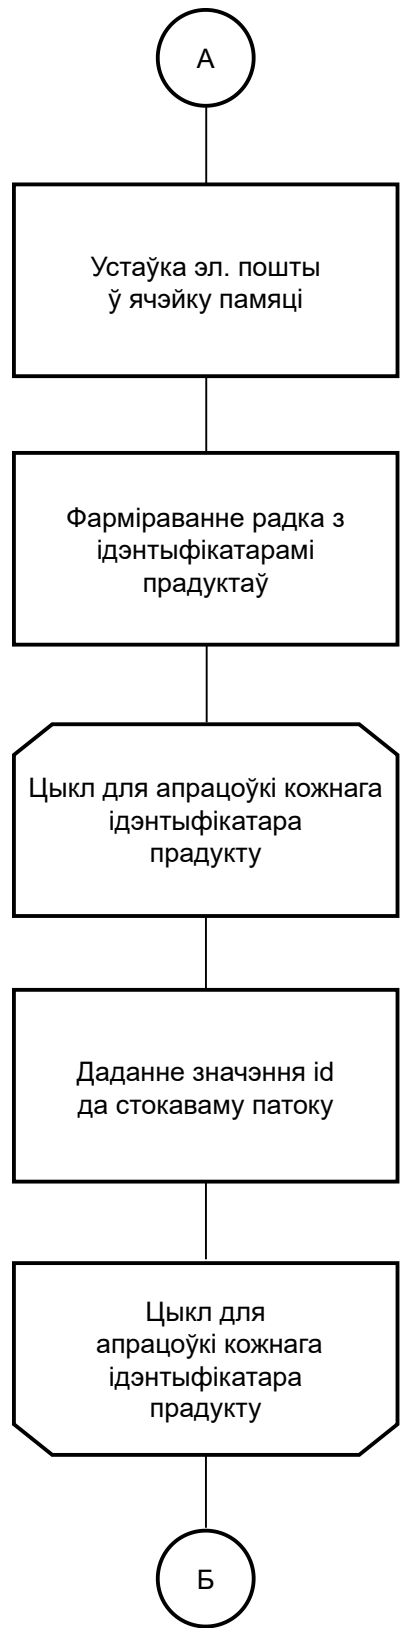 А
Устаўка эл. пошты
ў ячэйку памяці
Фарміраванне радка з
ідэнтыфікатарамі
прадуктаў
Цыкл для апрацоўкі кожнага
ідэнтыфікатара
прадукту
Даданне значэння id
да стокаваму патоку
Цыкл для
апрацоўкі кожнага
ідэнтыфікатара
прадукту
Б